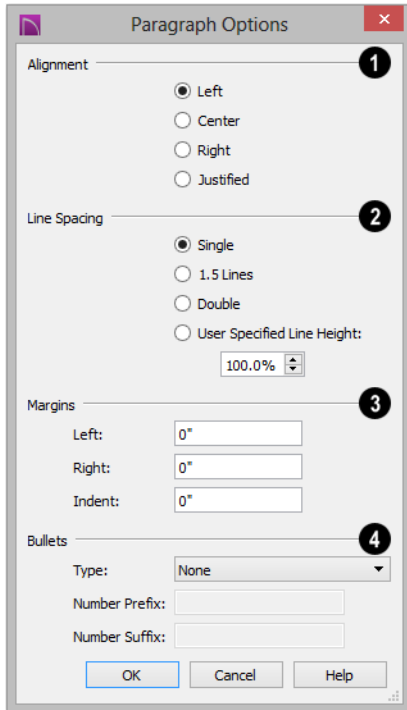 Paragraph Options
Alignment 1
Left
Center
Right
Justified
Line Spacing 2
Single
1.5 Lines
Double
User Specified Line Height:
100.0%
Margins 3
Left: 0"
Right: 0"
Indent: 0"
Bullets 4
Type: None
Number Prefix:
Number Suffix:
OK Cancel Help